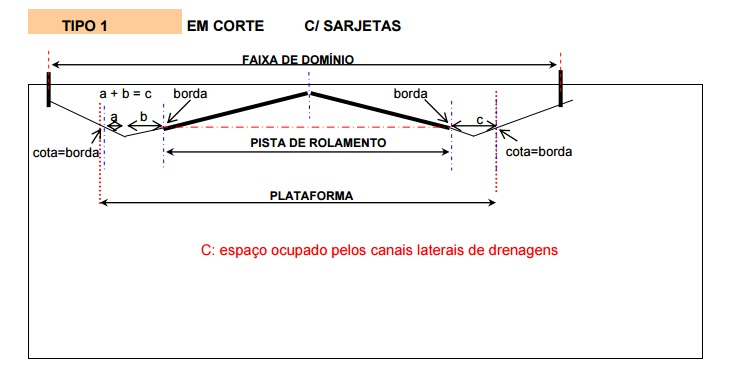 TIPO 1 EM CORTE C/ SARJETAS
FAIXA DE DOMÍNIO
a + b = c borda borda
a b c
cota=borda PISTA DE ROLAMENTO cota=borda
PLATAFORMA
C: espaço ocupado pelos canais laterais de drenagens